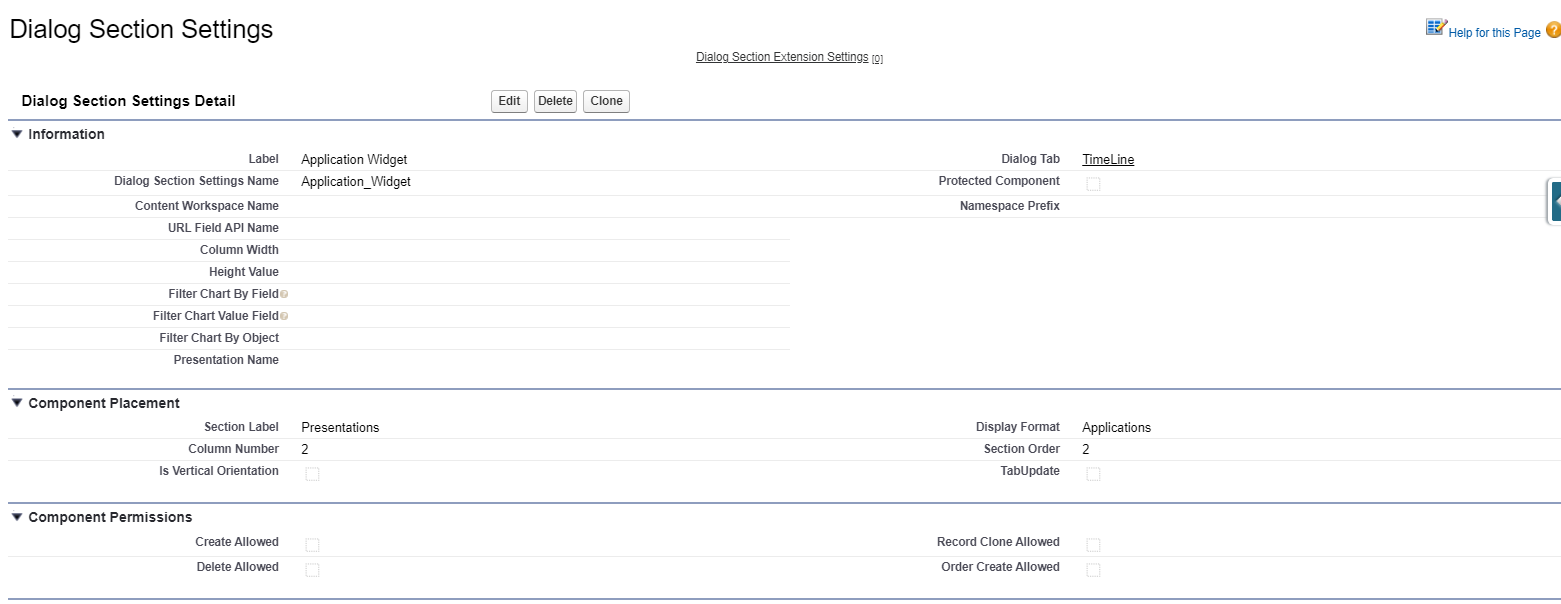 Dialog Section Settings
Help for this Page ?
Dialog Section Extension Settings [0]
Dialog Section Settings Detail Edit Delete Clone
Information
Label Application Widget Dialog Tab TimeLine
Dialog Section Settings Name Application_Widget Protected Component
Content Workspace Name Namespace Prefix
URL Field API Name
Column Width
Height Value
Filter Chart By Field ?
Filter Chart Value Field ?
Filter Chart By Object
Presentation Name
Component Placement
Section Label Presentations Display Format Applications
Column Number 2 Section Order 2
Is Vertical Orientation TabUpdate
Component Permissions
Create Allowed Record Clone Allowed
Delete Allowed Order Create Allowed